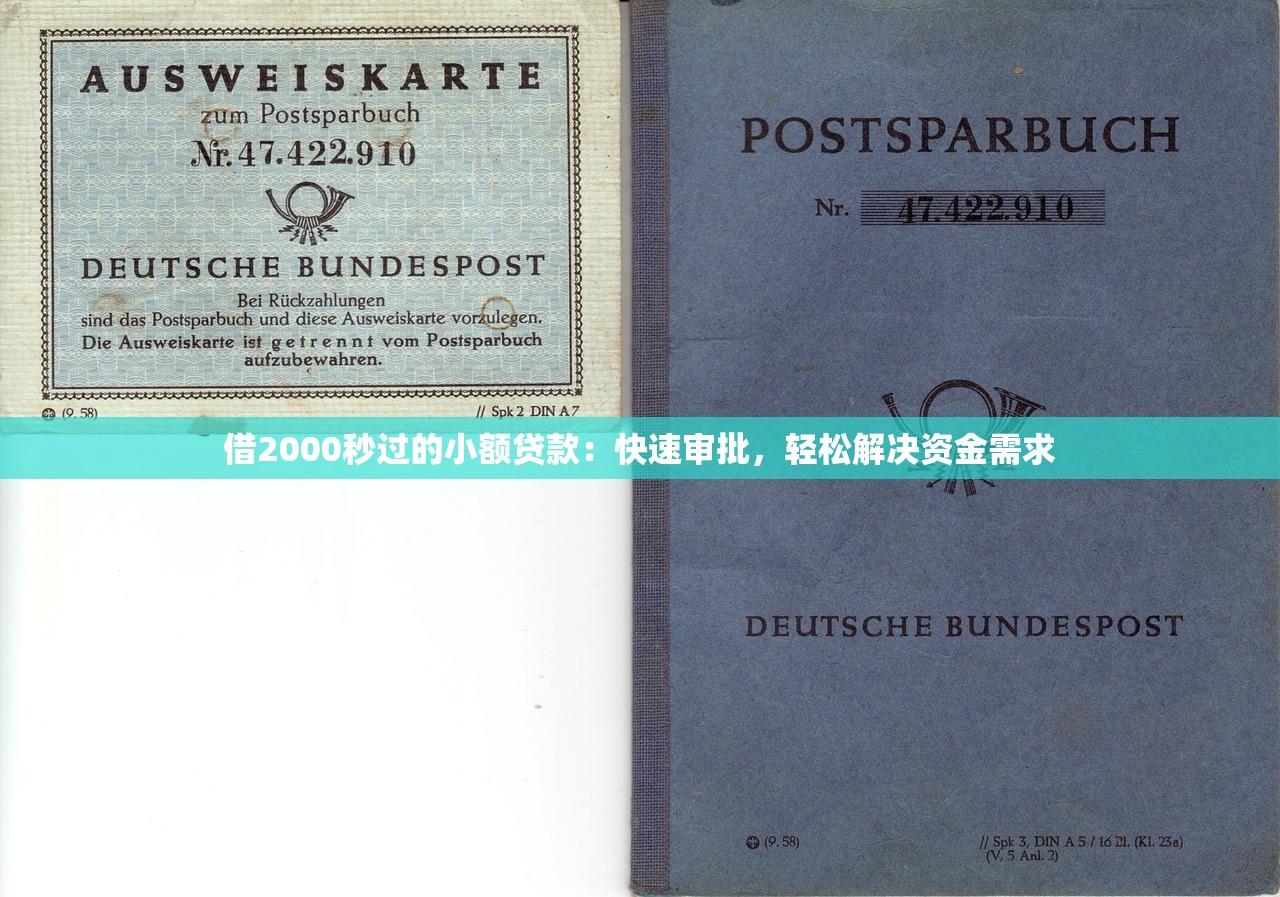 AUSWEISKARTE
zum Postsparbuch
Nr. 47.422.910
DEUTSCHE BUNDESPOST
Bei Rückzahlungen
sind das Postsparbuch und diese Ausweiskarte vorzulegen.
Die Ausweiskarte ist getrennt vom Postsparbuch
aufzubewahren.
(9. 58)
// Spk 2 DIN A 7
POSTSPARBUCH
Nr. 47.422.910
借2000秒过的小额贷款：快速审批，轻松解决资金需求
DEUTSCHE BUNDESPOST
(9. 58)
// Spk 3, DIN A 5 / 16 Bl. (Kl. 23a)
(V, 5 Anl. 2)